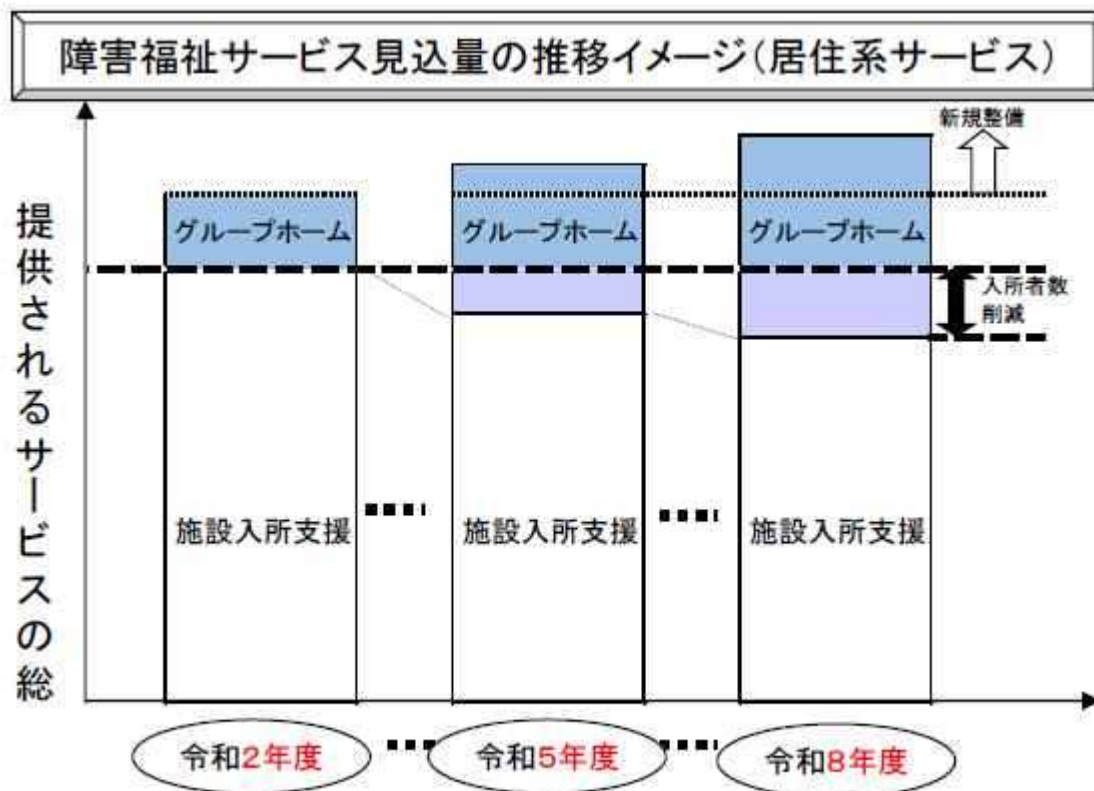 障害福祉サービス見込量の推移イメージ(居住系サービス)
新規整備
提供されるサービスの総
グループホーム
グループホーム
グループホーム
入所者数
削減
施設入所支援
施設入所支援
施設入所支援
令和2年度
令和5年度
令和8年度